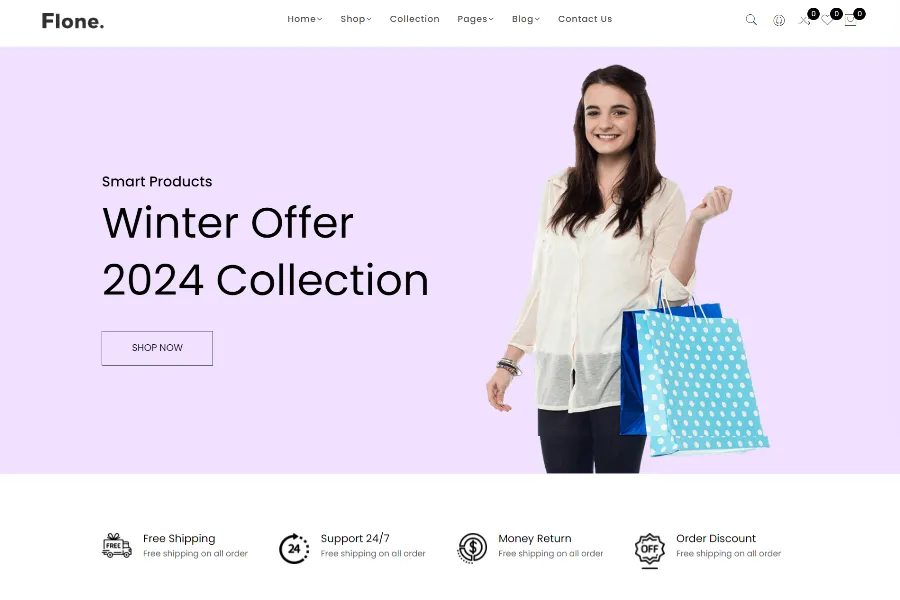 Flone.
Home Shop Collection Pages Blog Contact Us
0 0 0
Smart Products
Winter Offer
2024 Collection
SHOP NOW
FREE
Free Shipping
Free shipping on all order
24
Support 24/7
Free shipping on all order
$
Money Return
Free shipping on all order
OFF
Order Discount
Free shipping on all order